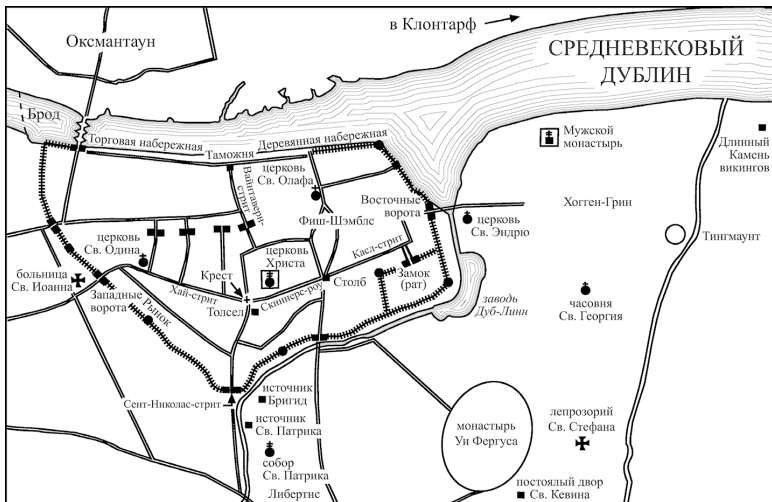 Оксмантаун
в Клонтарф
СРЕДНЕВЕКОВЫЙ
ДУБЛИН
Брод
Торговая набережная
Таможня
Деревянная набережная
Мужской
монастырь
Длинный
Камень
викингов
церковь
Св. Олафа
Вайнтаверн-
стрит
Фиш-Шэмблс
Восточные
ворота
церковь
Св. Эндрю
Хогген-Грин
Тингмаунт
церковь
Св. Одина
больница
Св. Иоанна
Западные
ворота
Рынок
Хай-стрит
Крест
Толсел
церковь
Христа
Скиннерс-роу
Касл-стрит
Столб
Замок
(рат)
заводь
Дуб-Линн
часовня
Св. Георгия
Сент-Николас-стрит
источник
Бригид
источник
Св. Патрика
собор
Св. Патрика
Либертис
монастырь
Уи Фергуса
лепрозорий
Св. Стефана
постоялый двор
Св. Кевина